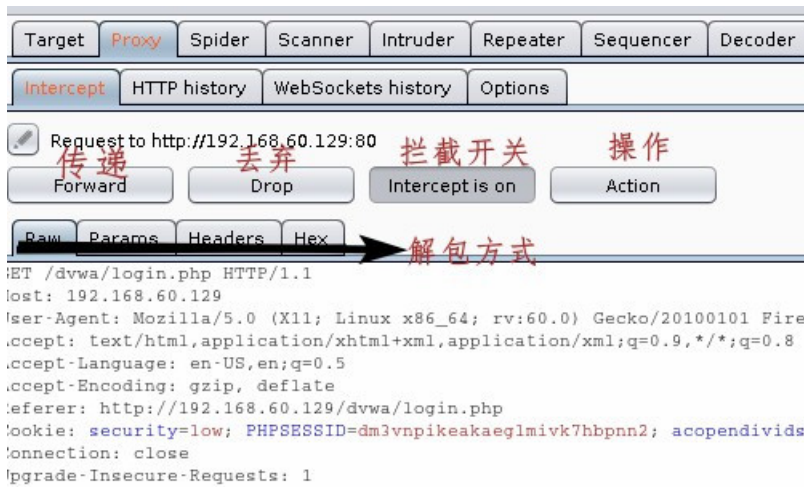 Target Proxy Spider Scanner Intruder Repeater Sequencer Decoder
Intercept HTTP history WebSockets history Options
Request to http://192.168.60.129:80
传递 丢弃 拦截开关 操作
Forward Drop Intercept is on Action
Raw Params Headers Hex
解包方式
GET /dvwa/login.php HTTP/1.1
Host: 192.168.60.129
User-Agent: Mozilla/5.0 (X11; Linux x86_64; rv:60.0) Gecko/20100101 Fire
Accept: text/html,application/xhtml+xml,application/xml;q=0.9,*/*;q=0.8
Accept-Language: en-US,en;q=0.5
Accept-Encoding: gzip, deflate
Referer: http://192.168.60.129/dvwa/login.php
Cookie: security=low; PHPSESSID=dm3vnpikeakaeglmivk7hbpnn2; acopendivids
Connection: close
Upgrade-Insecure-Requests: 1